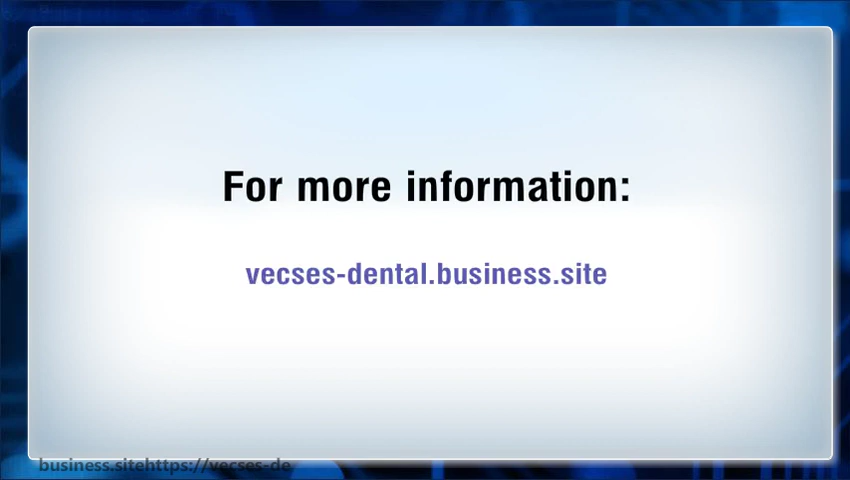 For more information:
vecses-dental.business.site
business.sitehttps://vecses-de